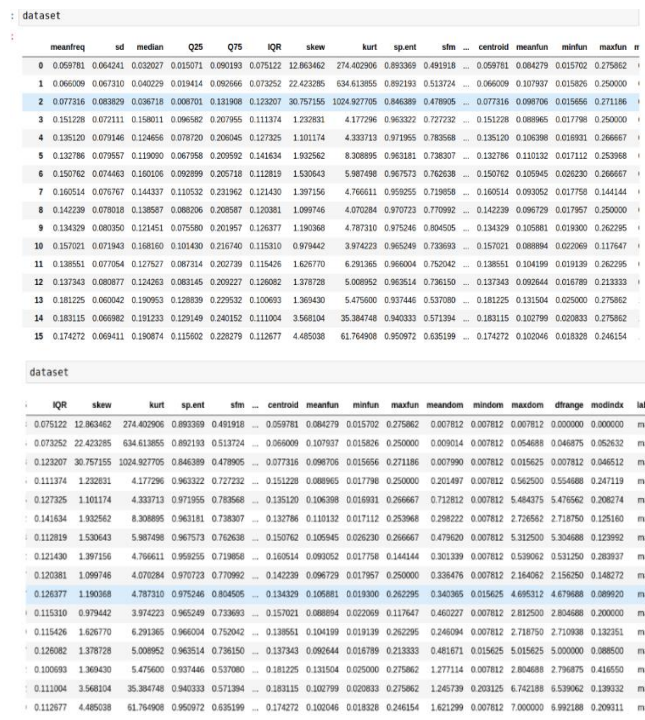 : dataset
:
meanfreq sd median Q25 Q75 IQR skew kurt sp.ent sfm ... centroid meanfun minfun maxfun m
0 0.059781 0.064241 0.032027 0.015071 0.090193 0.075122 12.863462 274.402906 0.893369 0.491918 ... 0.059781 0.084279 0.015702 0.275862
1 0.066009 0.067310 0.040229 0.019414 0.092666 0.073252 22.423285 634.613855 0.892193 0.513724 ... 0.066009 0.107937 0.015826 0.250000
2 0.077316 0.083829 0.036718 0.008701 0.131908 0.123207 30.757155 1024.927705 0.846389 0.478905 ... 0.077316 0.098706 0.015656 0.271186
3 0.151228 0.072111 0.158011 0.096582 0.207955 0.111374 1.232831 4.177296 0.963322 0.727232 ... 0.151228 0.088965 0.017798 0.250000
4 0.135120 0.079146 0.124656 0.078720 0.206045 0.127325 1.101174 4.333713 0.971955 0.783568 ... 0.135120 0.106398 0.016931 0.266667
5 0.132786 0.079557 0.119090 0.067958 0.209592 0.141634 1.932562 8.308895 0.963181 0.738307 ... 0.132786 0.110132 0.017112 0.253968
6 0.150762 0.074463 0.160106 0.092899 0.205718 0.112819 1.530643 5.987498 0.967573 0.762638 ... 0.150762 0.105945 0.026230 0.266667
7 0.160514 0.076767 0.144337 0.110532 0.231962 0.121430 1.397156 4.766611 0.959255 0.719858 ... 0.160514 0.093052 0.017758 0.144144
8 0.142239 0.078018 0.138587 0.088206 0.208587 0.120381 1.099746 4.070284 0.970723 0.770992 ... 0.142239 0.096729 0.017957 0.250000
9 0.134329 0.080350 0.121451 0.075580 0.201957 0.126377 1.190368 4.787310 0.975246 0.804505 ... 0.134329 0.105881 0.019300 0.262295
10 0.157021 0.071943 0.168160 0.101430 0.216740 0.115310 0.979442 3.974223 0.965249 0.733693 ... 0.157021 0.088894 0.022069 0.117647
11 0.138551 0.077054 0.127527 0.087314 0.202739 0.115426 1.626770 6.291365 0.966004 0.752042 ... 0.138551 0.104199 0.019139 0.262295
12 0.137343 0.080877 0.124263 0.083145 0.209227 0.126082 1.378728 5.008952 0.963514 0.736150 ... 0.137343 0.092644 0.016789 0.213333
13 0.181225 0.060042 0.190953 0.128839 0.229532 0.100693 1.369430 5.475600 0.937446 0.537080 ... 0.181225 0.131504 0.025000 0.275862
14 0.183115 0.066982 0.191233 0.129149 0.240152 0.111004 3.568104 35.384748 0.940333 0.571394 ... 0.183115 0.102799 0.020833 0.275862
15 0.174272 0.069411 0.190874 0.115602 0.228279 0.112677 4.485038 61.764908 0.950972 0.635199 ... 0.174272 0.102046 0.018328 0.246154
dataset
IQR skew kurt sp.ent sfm ... centroid meanfun minfun maxfun meandom mindom maxdom dfrange modindx lal
0.075122 12.863462 274.402906 0.893369 0.491918 ... 0.059781 0.084279 0.015702 0.275862 0.007812 0.007812 0.007812 0.000000 0.000000 m
0.073252 22.423285 634.613855 0.892193 0.513724 ... 0.066009 0.107937 0.015826 0.250000 0.009014 0.007812 0.054688 0.046875 0.052632 m
0.123207 30.757155 1024.927705 0.846389 0.478905 ... 0.077316 0.098706 0.015656 0.271186 0.007990 0.007812 0.015625 0.007812 0.046512 m
0.111374 1.232831 4.177296 0.963322 0.727232 ... 0.151228 0.088965 0.017798 0.250000 0.201497 0.007812 0.562500 0.554688 0.247119 m
0.127325 1.101174 4.333713 0.971955 0.783568 ... 0.135120 0.106398 0.016931 0.266667 0.712812 0.007812 5.484375 5.476562 0.208274 m
0.141634 1.932562 8.308895 0.963181 0.738307 ... 0.132786 0.110132 0.017112 0.253968 0.298222 0.007812 2.726562 2.718750 0.125160 m
0.112819 1.530643 5.987498 0.967573 0.762638 ... 0.150762 0.105945 0.026230 0.266667 0.479620 0.007812 5.312500 5.304688 0.123992 m
0.121430 1.397156 4.766611 0.959255 0.719858 ... 0.160514 0.093052 0.017758 0.144144 0.301339 0.007812 0.539062 0.531250 0.283937 m
0.120381 1.099746 4.070284 0.970723 0.770992 ... 0.142239 0.096729 0.017957 0.250000 0.336476 0.007812 2.164062 2.156250 0.148272 m
0.126377 1.190368 4.787310 0.975246 0.804505 ... 0.134329 0.105881 0.019300 0.262295 0.340365 0.015625 4.695312 4.679688 0.089920 m
0.115310 0.979442 3.974223 0.965249 0.733693 ... 0.157021 0.088894 0.022069 0.117647 0.460227 0.007812 2.812500 2.804688 0.200000 m
0.115426 1.626770 6.291365 0.966004 0.752042 ... 0.138551 0.104199 0.019139 0.262295 0.246094 0.007812 2.718750 2.710938 0.132351 m
0.126082 1.378728 5.008952 0.963514 0.736150 ... 0.137343 0.092644 0.016789 0.213333 0.481671 0.015625 5.015625 5.000000 0.088500 m
0.100693 1.369430 5.475600 0.937446 0.537080 ... 0.181225 0.131504 0.025000 0.275862 1.277114 0.007812 2.804688 2.796875 0.416550 m
0.111004 3.568104 35.384748 0.940333 0.571394 ... 0.183115 0.102799 0.020833 0.275862 1.245739 0.203125 6.742188 6.539062 0.139332 m
0.112677 4.485038 61.764908 0.950972 0.635199 ... 0.174272 0.102046 0.018328 0.246154 1.621299 0.007812 7.000000 6.992188 0.209311 m